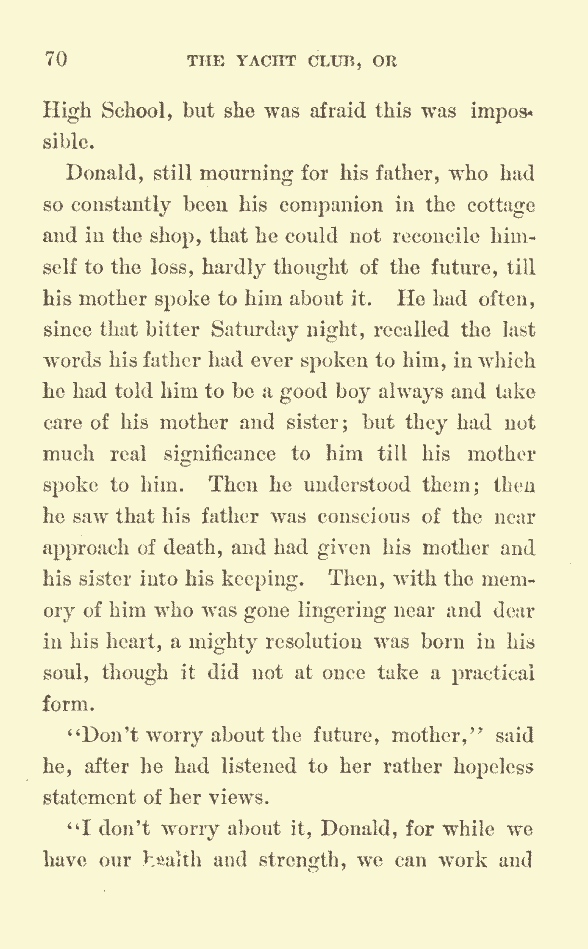 70 THE YACHT CLUB, OR
High School, but she was afraid this was impos-
sible.
Donald, still mourning for his father, who had
so constantly been his companion in the cottage
and in the shop, that he could not reconcile him-
self to the loss, hardly thought of the future, till
his mother spoke to him about it. He had often,
since that bitter Saturday night, recalled the last
words his father had ever spoken to him, in which
he had told him to be a good boy always and take
care of his mother and sister; but they had not
much real significance to him till his mother
spoke to him. Then he understood them; then
he saw that his father was conscious of the near
approach of death, and had given his mother and
his sister into his keeping. Then, with the mem-
ory of him who was gone lingering near and dear
in his heart, a mighty resolution was born in his
soul, though it did not at once take a practical
form.
“Don’t worry about the future, mother,” said
he, after he had listened to her rather hopeless
statement of her views.
“I don’t worry about it, Donald, for while we
have our health and strength, we can work and